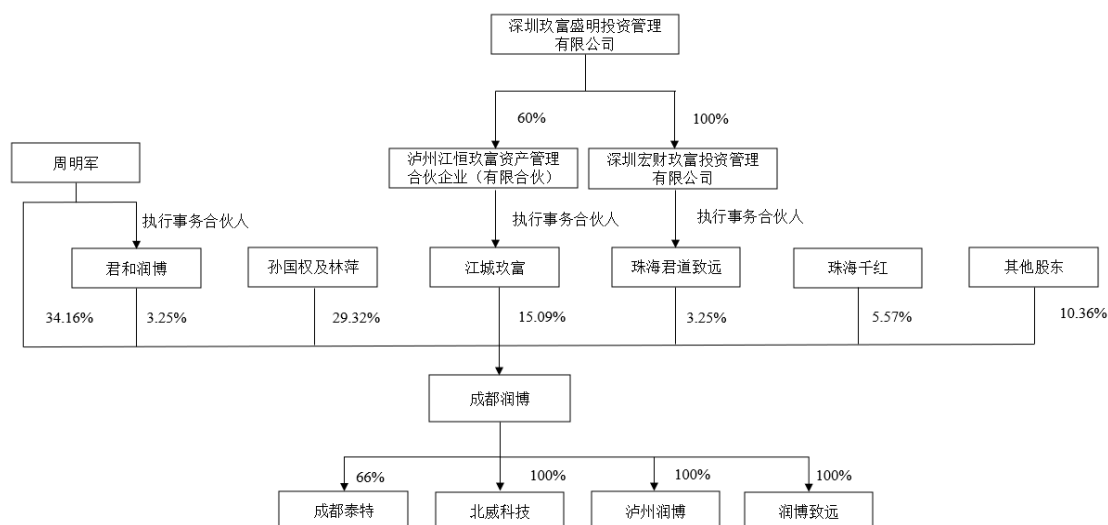 深圳玖富盛明投资管理
有限公司
60%
100%
周明军
泸州江恒玖富资产管理
合伙企业（有限合伙）
深圳宏财玖富投资管理
有限公司
执行事务合伙人
执行事务合伙人
执行事务合伙人
君和润博
孙国权及林萍
江城玖富
珠海君道致远
珠海千红
其他股东
34.16%
3.25%
29.32%
15.09%
3.25%
5.57%
10.36%
成都润博
66%
100%
100%
100%
成都泰特
北威科技
泸州润博
润博致远